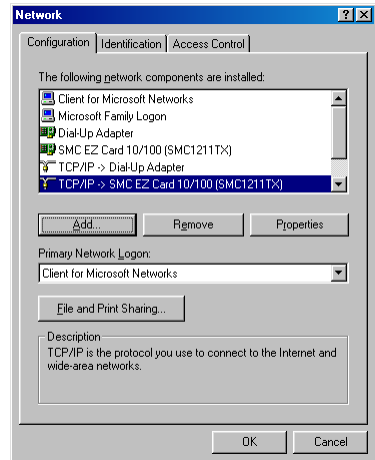 Network
Configuration Identification Access Control
The following network components are installed:
Client for Microsoft Networks
Microsoft Family Logon
Dial-Up Adapter
SMC EZ Card 10/100 (SMC1211TX)
TCP/IP -> Dial-Up Adapter
TCP/IP -> SMC EZ Card 10/100 (SMC1211TX)
Add... Remove Properties
Primary Network Logon:
Client for Microsoft Networks
File and Print Sharing...
Description
TCP/IP is the protocol you use to connect to the Internet and
wide-area networks.
OK Cancel